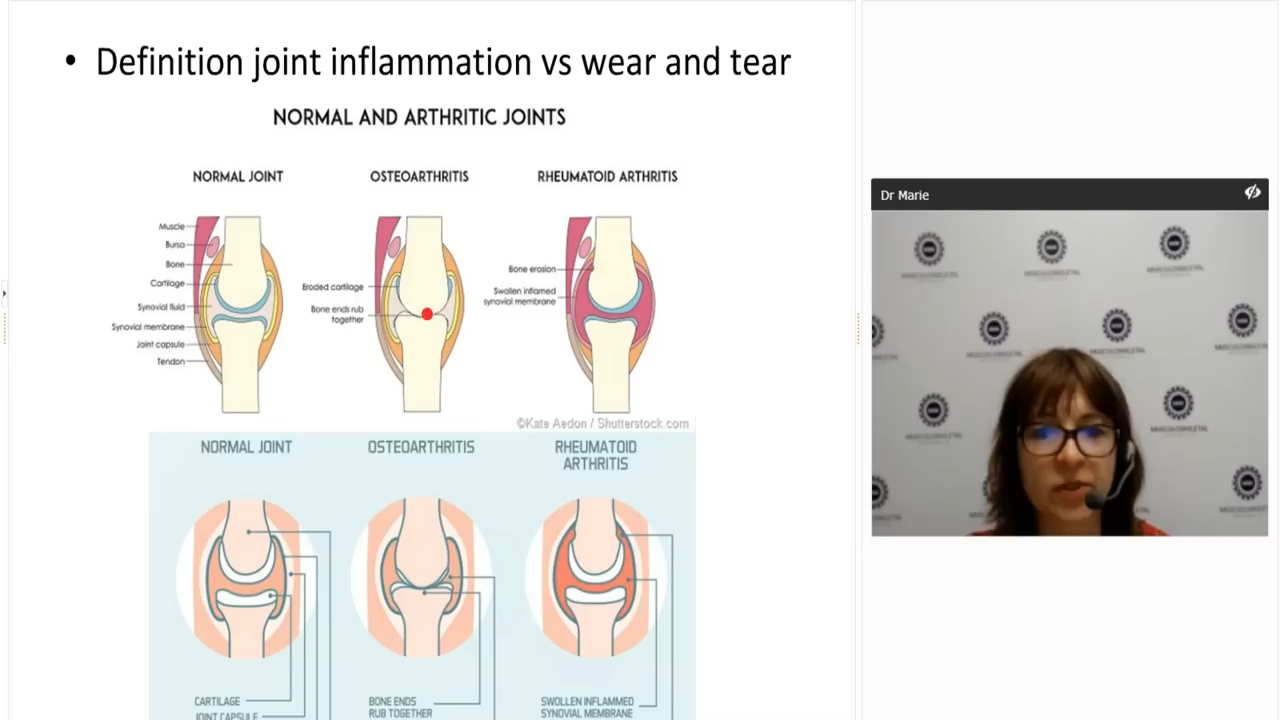 • Definition joint inflammation vs wear and tear
NORMAL AND ARTHRITIC JOINTS
NORMAL JOINT
OSTEOARTHRITIS
RHEUMATOID ARTHRITIS
Muscle
Bursa
Bone
Cartilage
Synovial fluid
Synovial membrane
Joint capsule
Tendon
Eroded cartilage
Bone ends rub
together
Bone erosion
Swollen inflamed
synovial membrane
©Kate Aedon / Shutterstock.com
NORMAL JOINT
OSTEOARTHRITIS
RHEUMATOID
ARTHRITIS
CARTILAGE
JOINT CAPSULE
BONE ENDS
RUB TOGETHER
SWOLLEN INFLAMMED
SYNOVIAL MEMBRANE
Dr Marie